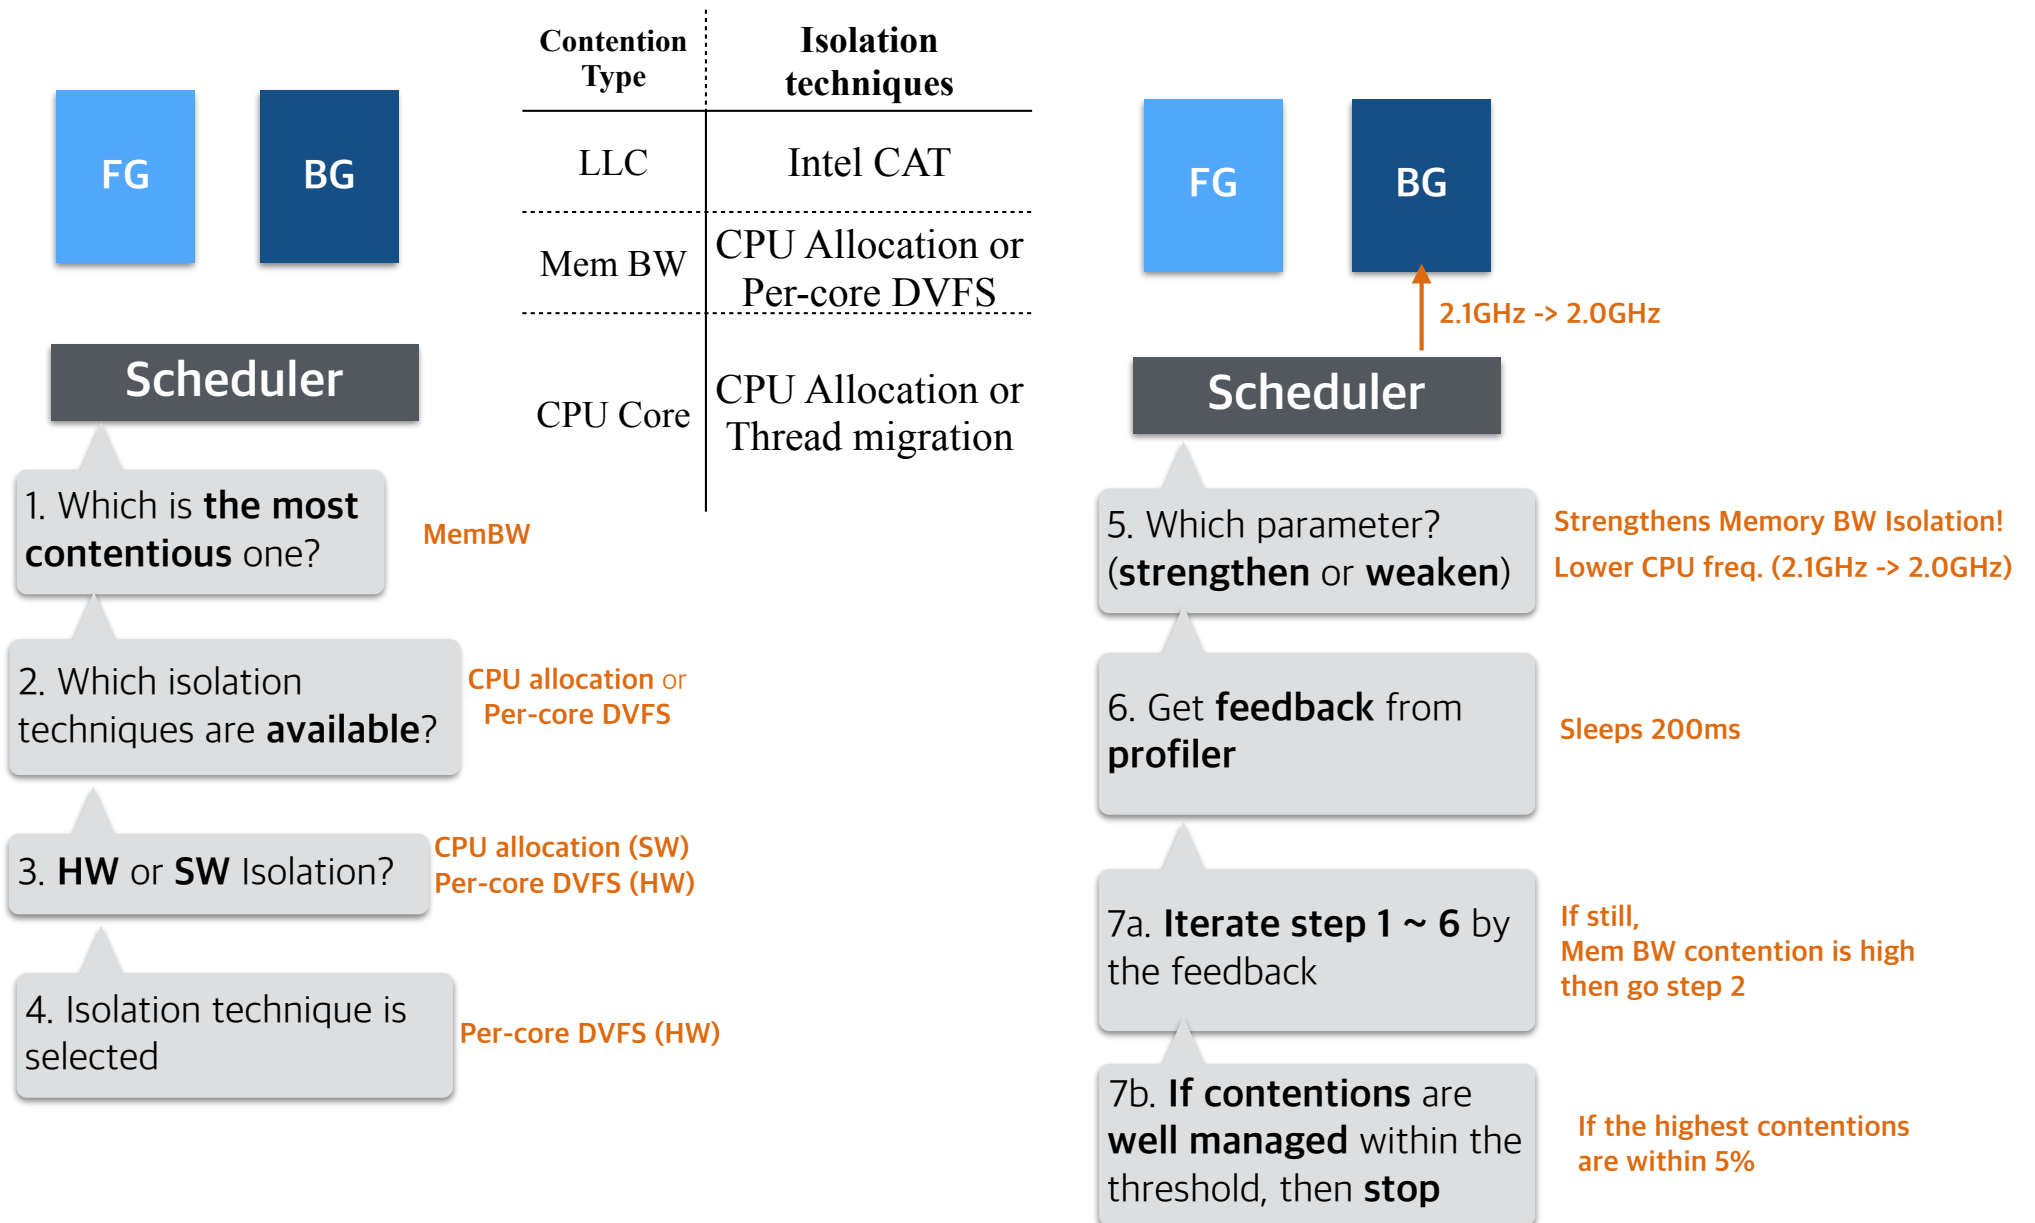 FG
BG
Scheduler
1. Which is the most
contentious one?
MemBW
2. Which isolation
techniques are available?
CPU allocation or
Per-core DVFS
3. HW or SW Isolation?
CPU allocation (SW)
Per-core DVFS (HW)
4. Isolation technique is
selected
Per-core DVFS (HW)
Contention
Type
Isolation
techniques
LLC
Intel CAT
Mem BW
CPU Allocation or
Per-core DVFS
CPU Core
CPU Allocation or
Thread migration
FG
BG
2.1GHz -> 2.0GHz
Scheduler
5. Which parameter?
(strengthen or weaken)
Strengthens Memory BW Isolation!
Lower CPU freq. (2.1GHz -> 2.0GHz)
6. Get feedback from
profiler
Sleeps 200ms
7a. Iterate step 1 ~ 6 by
the feedback
If still,
Mem BW contention is high
then go step 2
7b. If contentions are
well managed within the
threshold, then stop
If the highest contentions
are within 5%